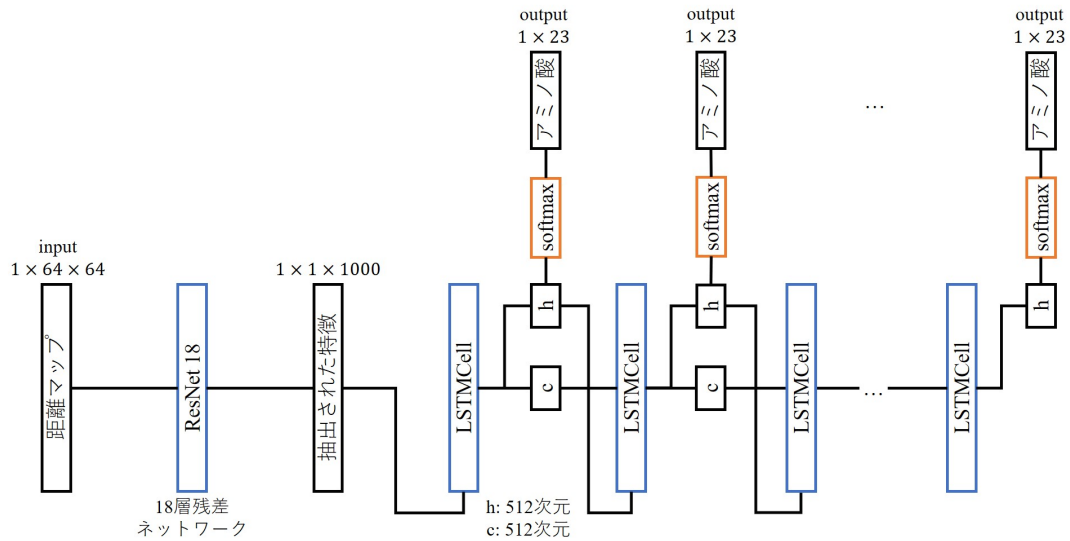 output
1 × 23
output
1 × 23
output
1 × 23
アミノ酸
アミノ酸
…
アミノ酸
softmax
softmax
softmax
input
1 × 64 × 64
1 × 1 × 1000
距離マップ
ResNet 18
抽出された特徴
LSTMCell
h
c
LSTMCell
h
c
LSTMCell
…
LSTMCell
h
18層残差
ネットワーク
h: 512次元
c: 512次元